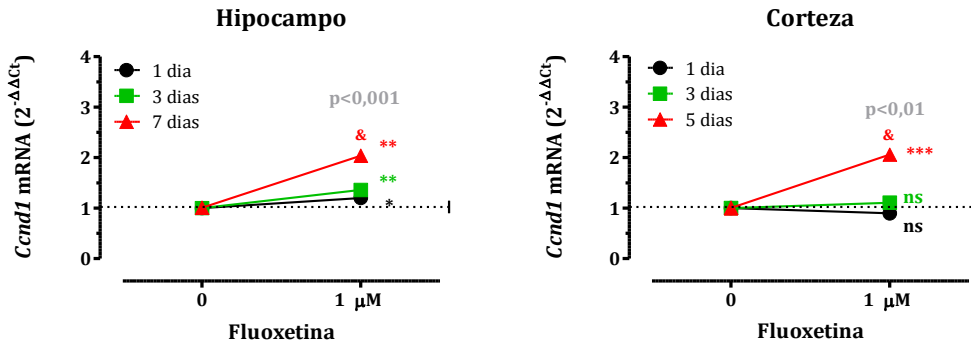 Hipocampo
Ccnd1 mRNA (2^-ΔΔCt)
4
3
2
1
0
1 dia
3 dias
7 dias
p<0,001
&
**
**
*
0
1 μM
Fluoxetina
Corteza
Ccnd1 mRNA (2^-ΔΔCt)
4
3
2
1
0
1 dia
3 dias
5 dias
p<0,01
&
***
ns
ns
0
1 μM
Fluoxetina